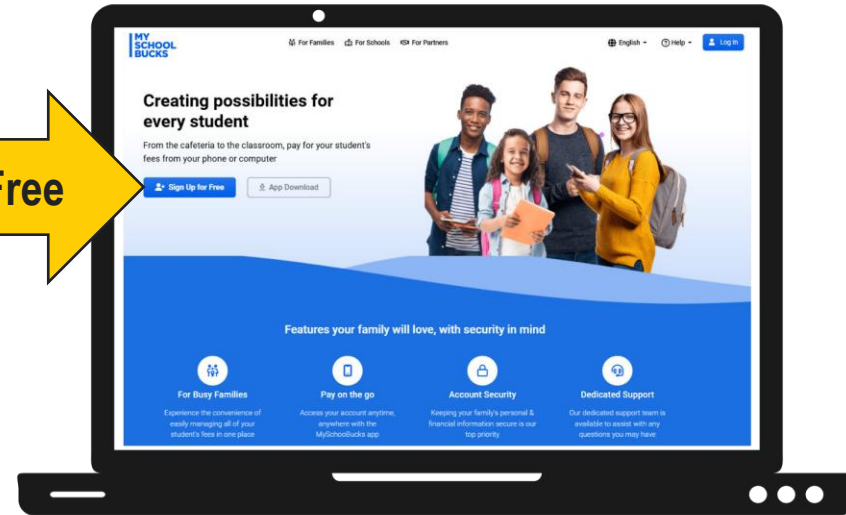 MY
SCHOOL
BUCKS
For Families For Schools For Partners
English Help Log In
Creating possibilities for
every student
From the cafeteria to the classroom, pay for your student's
fees from your phone or computer
Free
Sign Up for Free App Download
Features your family will love, with security in mind
For Busy Families
Experience the convenience of
easily managing all of your
student's fees in one place
Pay on the go
Access your account anytime,
anywhere with the
MySchoolBucks app
Account Security
Keeping your family's personal &
financial information secure is our
top priority
Dedicated Support
Our dedicated support team is
available to assist with any
questions you may have